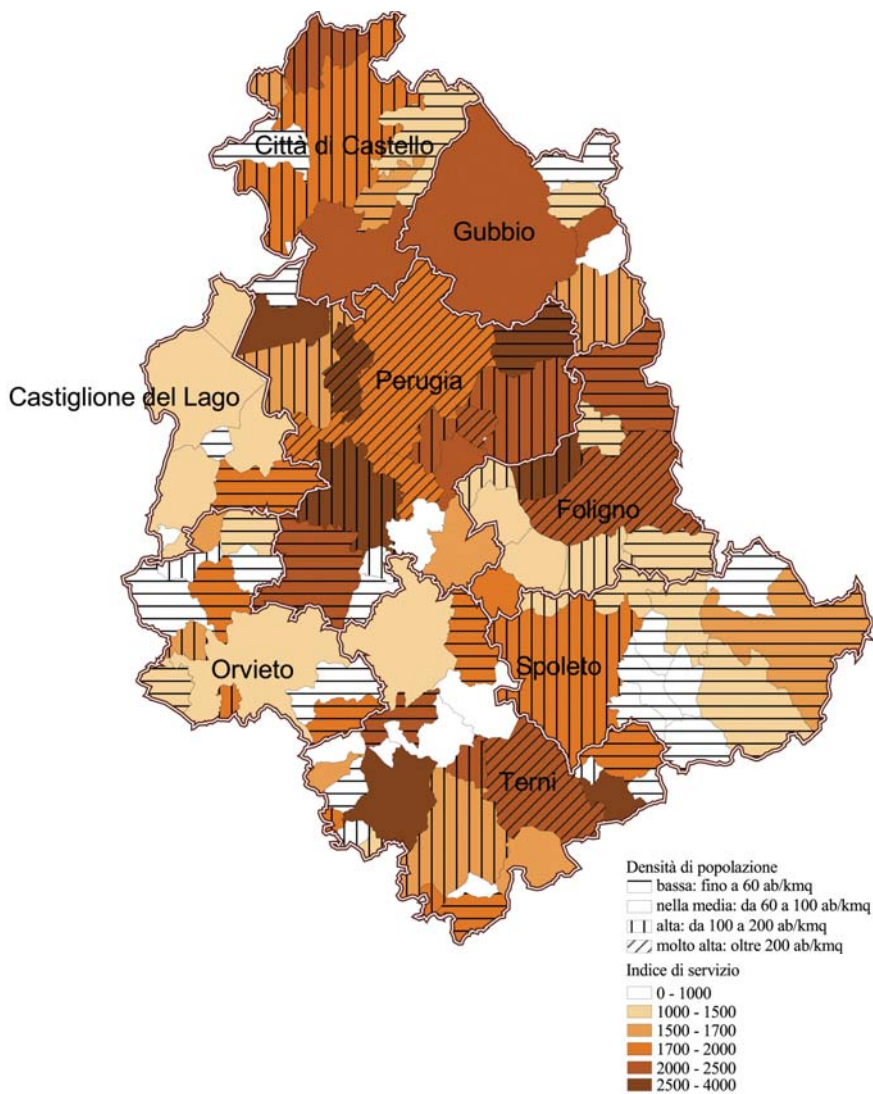 Città di Castello
Gubbio
Perugia
Castiglione del Lago
Foligno
Orvieto
Spoleto
Terni
Densità di popolazione
bassa: fino a 60 ab/kmq
nella media: da 60 a 100 ab/kmq
alta: da 100 a 200 ab/kmq
molto alta: oltre 200 ab/kmq
Indice di servizio
0 - 1000
1000 - 1500
1500 - 1700
1700 - 2000
2000 - 2500
2500 - 4000